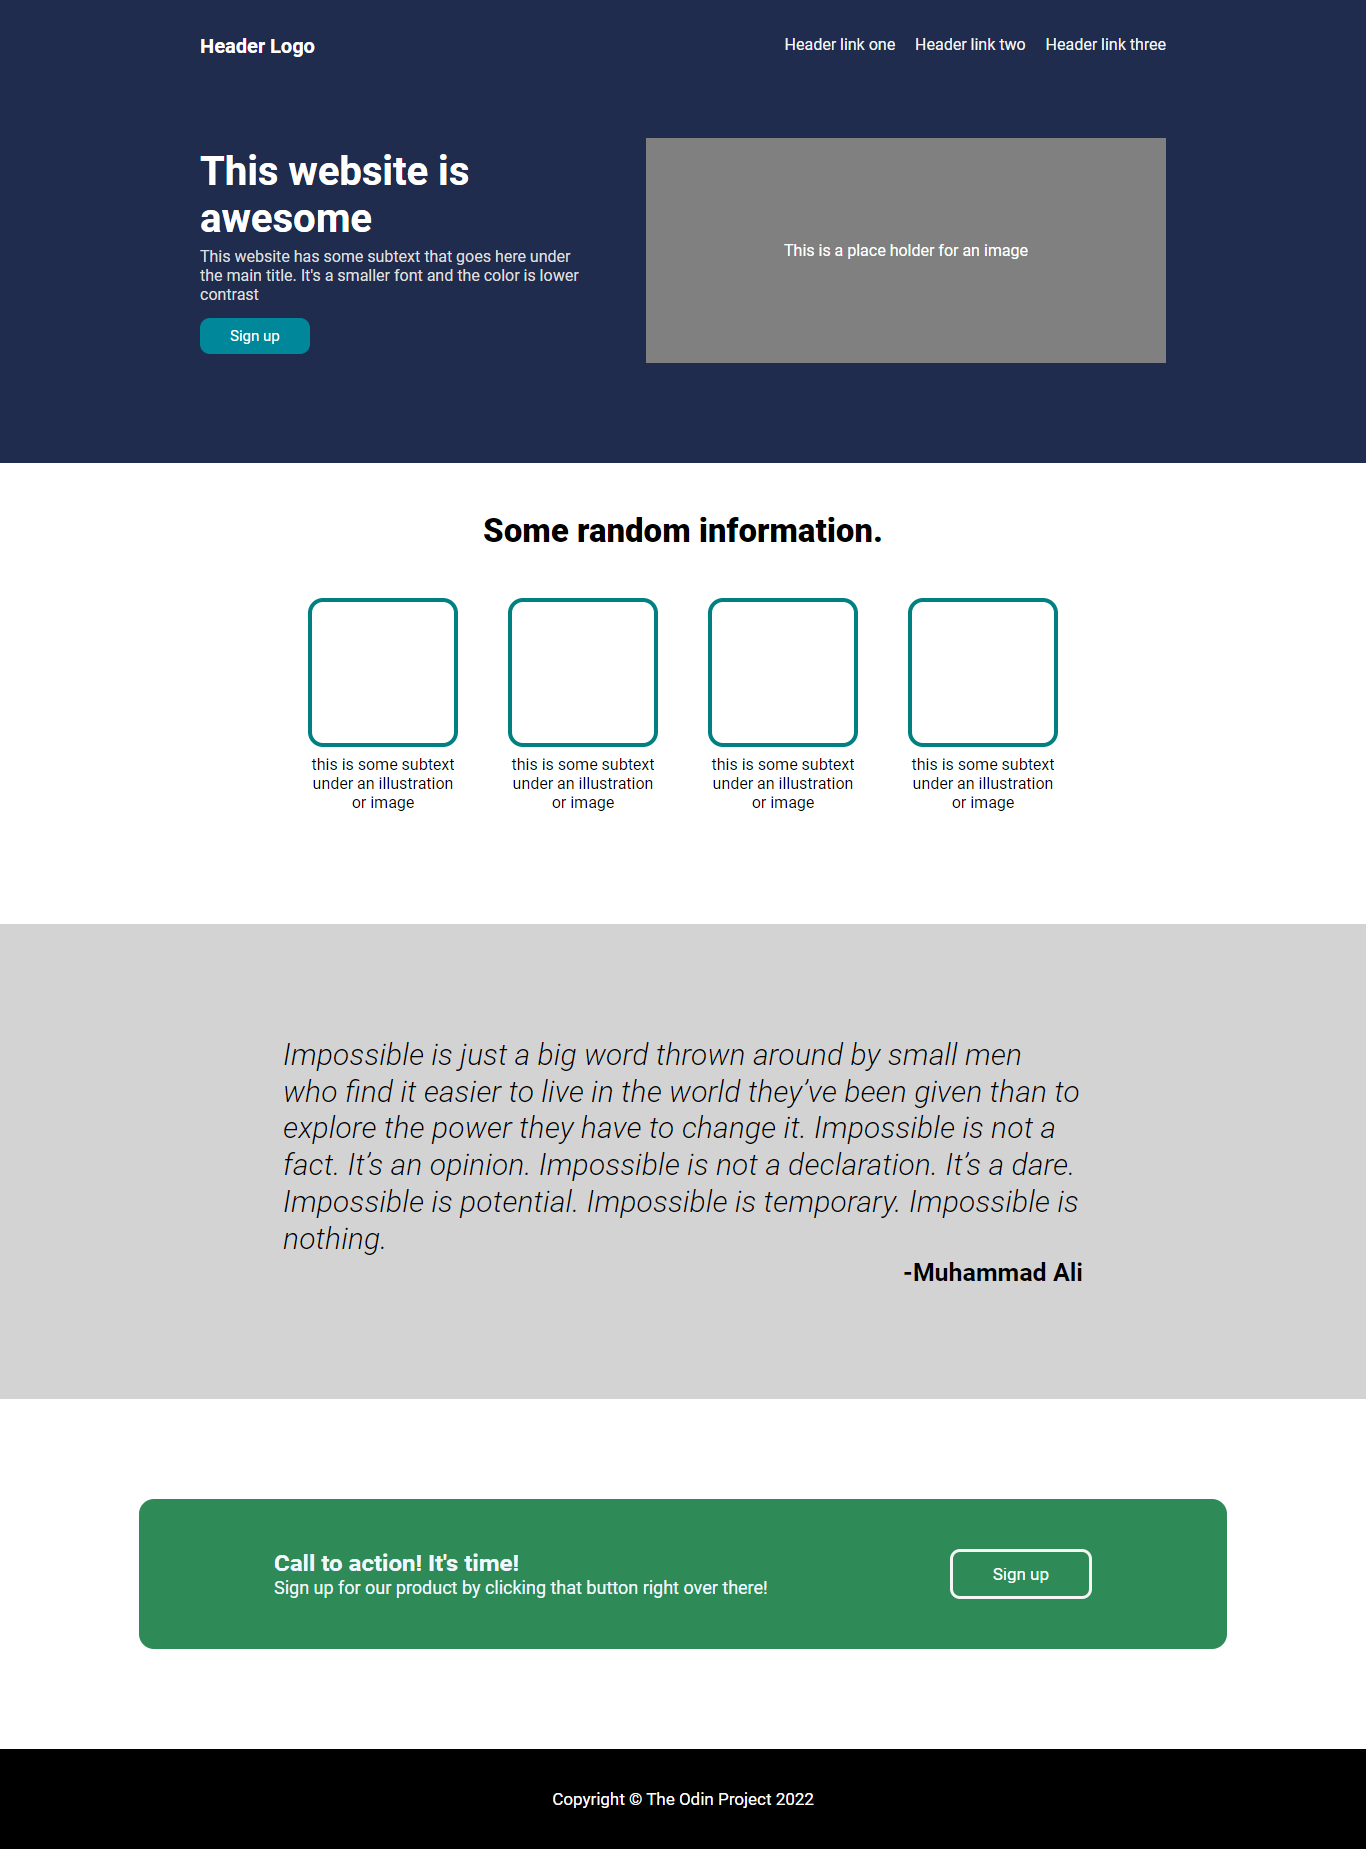 Header Logo
Header link one
Header link two
Header link three
This website is
awesome
This website has some subtext that goes here under
the main title. It's a smaller font and the color is lower
contrast
Sign up
This is a place holder for an image
Some random information.
this is some subtext
under an illustration
or image
this is some subtext
under an illustration
or image
this is some subtext
under an illustration
or image
this is some subtext
under an illustration
or image
Impossible is just a big word thrown around by small men
who find it easier to live in the world they’ve been given than to
explore the power they have to change it. Impossible is not a
fact. It’s an opinion. Impossible is not a declaration. It’s a dare.
Impossible is potential. Impossible is temporary. Impossible is
nothing.
-Muhammad Ali
Call to action! It's time!
Sign up for our product by clicking that button right over there!
Sign up
Copyright © The Odin Project 2022